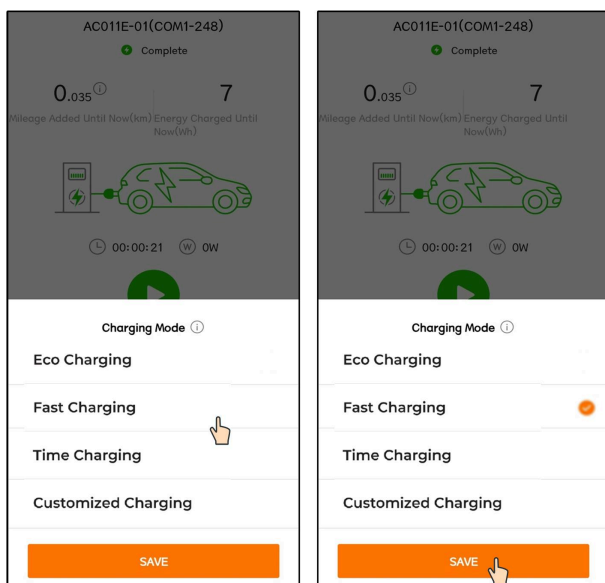 AC011E-01(COM1-248)
Complete
0.035
7
Mileage Added Until Now(km)
Energy Charged Until
Now(Wh)
00:00:21
W
0W
Charging Mode
Eco Charging
Fast Charging
Time Charging
Customized Charging
SAVE
AC011E-01(COM1-248)
Complete
0.035
7
Mileage Added Until Now(km)
Energy Charged Until
Now(Wh)
00:00:21
W
0W
Charging Mode
Eco Charging
Fast Charging
Time Charging
Customized Charging
SAVE